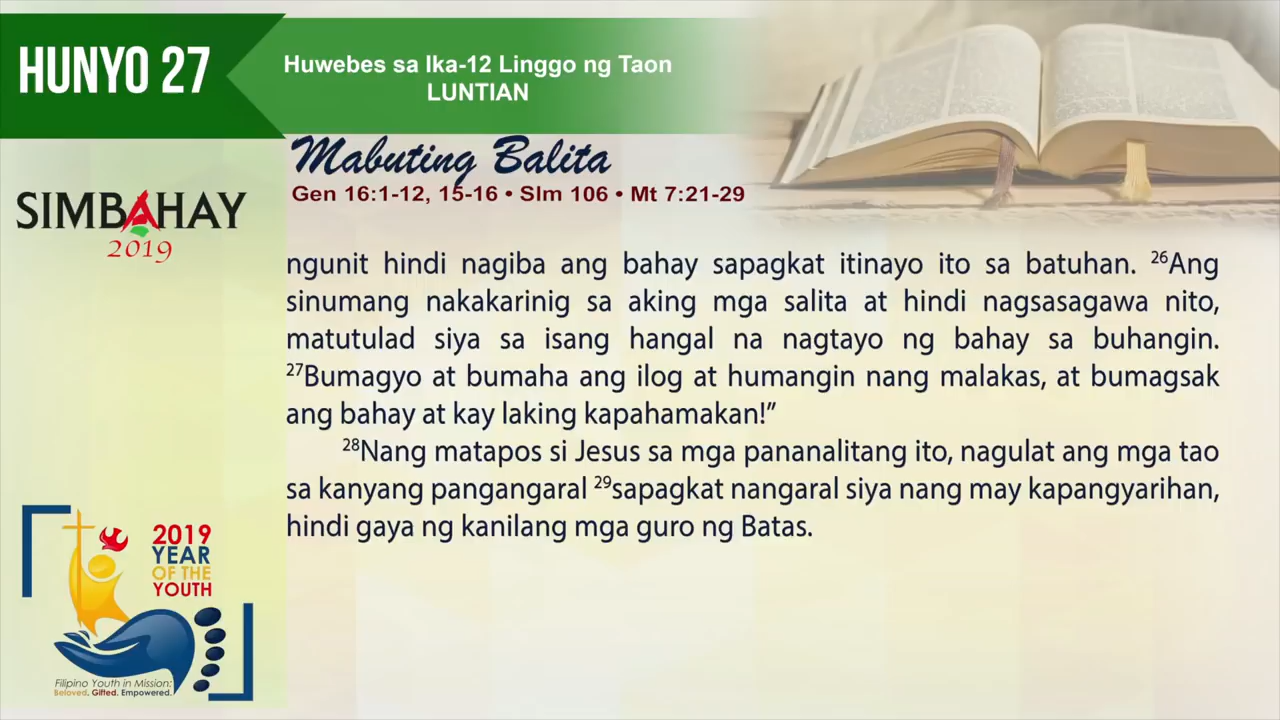 HUNYO 27
Huwebes sa Ika-12 Linggo ng Taon
LUNTIAN
Mabuting Balita
Gen 16:1-12, 15-16 • Slm 106 • Mt 7:21-29
SIMBAHAY
2019
ngunit hindi nagiba ang bahay sapagkat itinayo ito sa batuhan. ²⁶Ang
sinumang nakakarinig sa aking mga salita at hindi nagsasagawa nito,
matutulad siya sa isang hangal na nagtayo ng bahay sa buhangin.
²⁷Bumagyo at bumaha ang ilog at humangin nang malakas, at bumagsak
ang bahay at kay laking kapahamakan!”
²⁸Nang matapos si Jesus sa mga pananalitang ito, nagulat ang mga tao
sa kanyang pangangaral ²⁹sapagkat nangaral siya nang may kapangyarihan,
hindi gaya ng kanilang mga guro ng Batas.
2019
YEAR
OF THE
YOUTH
Filipino Youth in Mission:
Beloved. Gifted. Empowered.